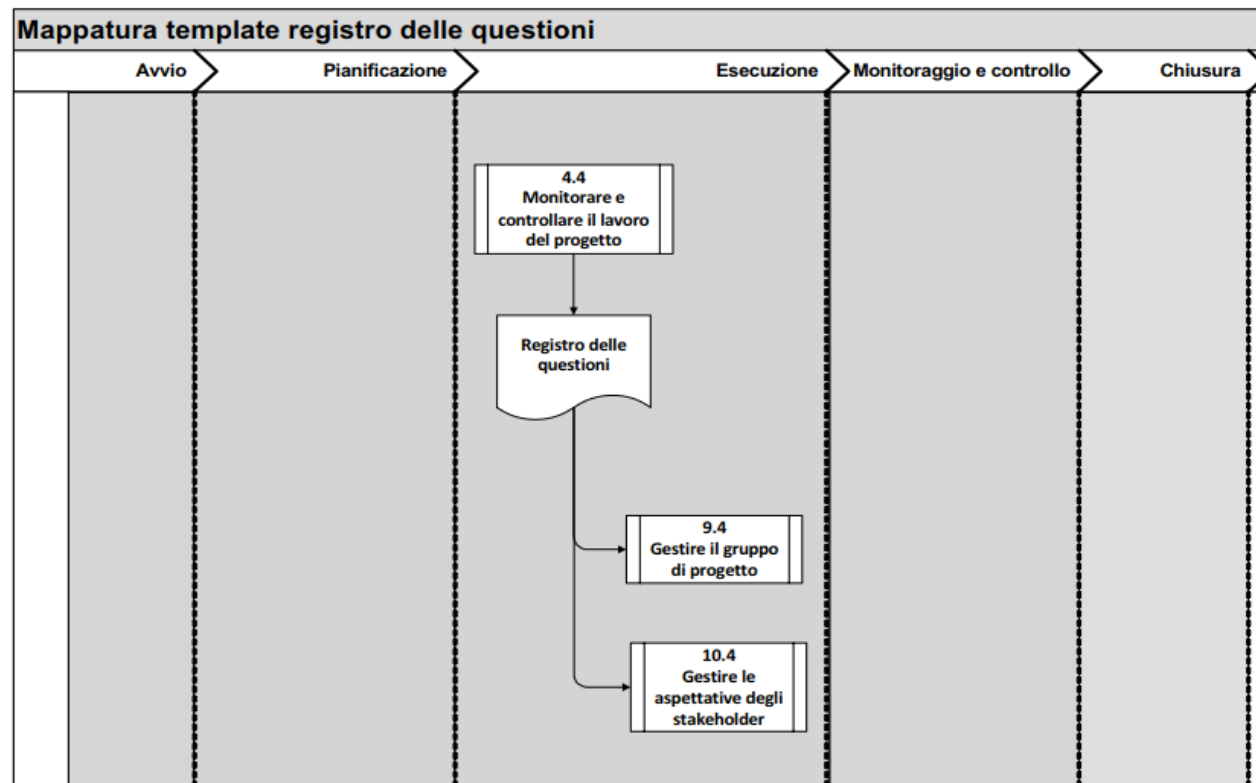 Mappatura template registro delle questioni
Avvio
Pianificazione
Esecuzione
Monitoraggio e controllo
Chiusura
4.4
Monitorare e
controllare il lavoro
del progetto
Registro delle
questioni
9.4
Gestire il gruppo
di progetto
10.4
Gestire le
aspettative degli
stakeholder